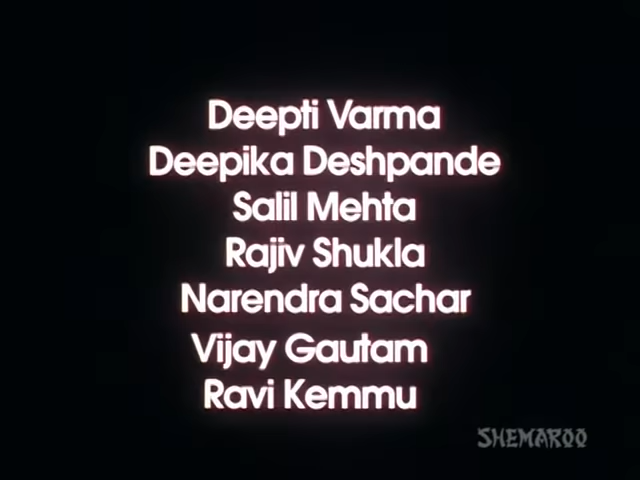 Deepti Varma
Deepika Deshpande
Salil Mehta
Rajiv Shukla
Narendra Sachar
Vijay Gautam
Ravi Kemmu
SHEMAROO